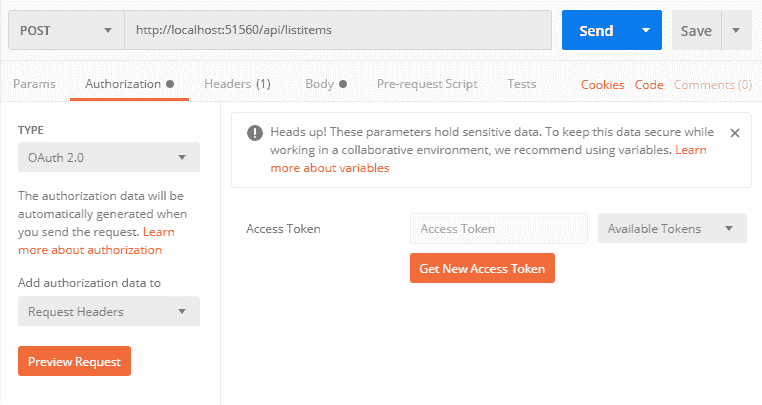 POST http://localhost:51560/api/listitems Send Save
Params Authorization Headers (1) Body Pre-request Script Tests Cookies Code Comments (0)
TYPE
OAuth 2.0
The authorization data will be
automatically generated when
you send the request. Learn
more about authorization
Add authorization data to
Request Headers
Preview Request
Heads up! These parameters hold sensitive data. To keep this data secure while
working in a collaborative environment, we recommend using variables. Learn
more about variables
Access Token Access Token Available Tokens
Get New Access Token